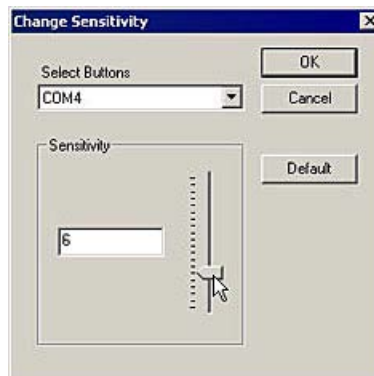 Change Sensitivity
Select Buttons
COM4
OK
Cancel
Sensitivity
Default
6